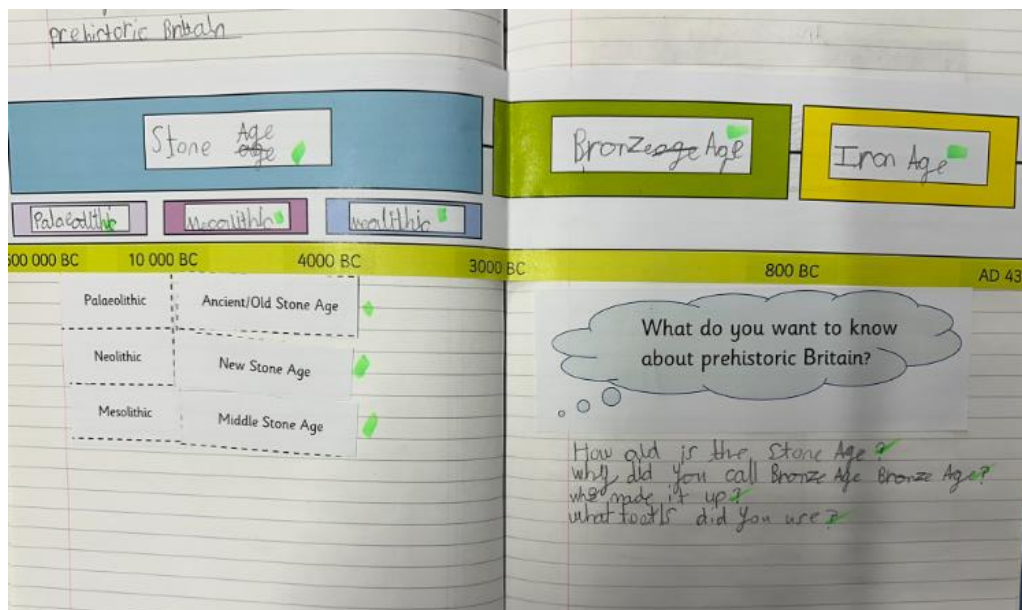 prehistoric Britain
Stone Age
Bronze Age
Iron Age
Palaeolithic
Mesolithic
neolithic
500 000 BC
10 000 BC
4000 BC
3000 BC
800 BC
AD 43
Palaeolithic Ancient/Old Stone Age
Neolithic New Stone Age
Mesolithic Middle Stone Age
What do you want to know
about prehistoric Britain?
How old is the Stone Age?
why did you call Bronze Age Bronze Age?
who made it up?
what did you use?